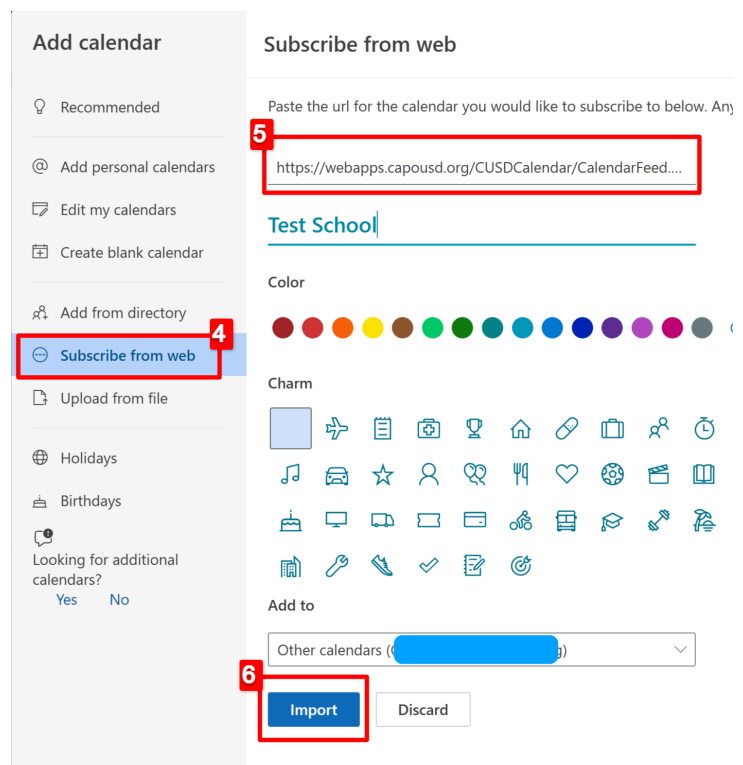 Add calendar
Recommended
Add personal calendars
Edit my calendars
Create blank calendar
Add from directory
4
Subscribe from web
Upload from file
Holidays
Birthdays
Looking for additional
calendars?
Yes No
Subscribe from web
Paste the url for the calendar you would like to subscribe to below. Any
5
https://webapps.capousd.org/CUSDCalendar/CalendarFeed....
Test School
Color
Charm
Add to
Other calendars (
6
Import Discard